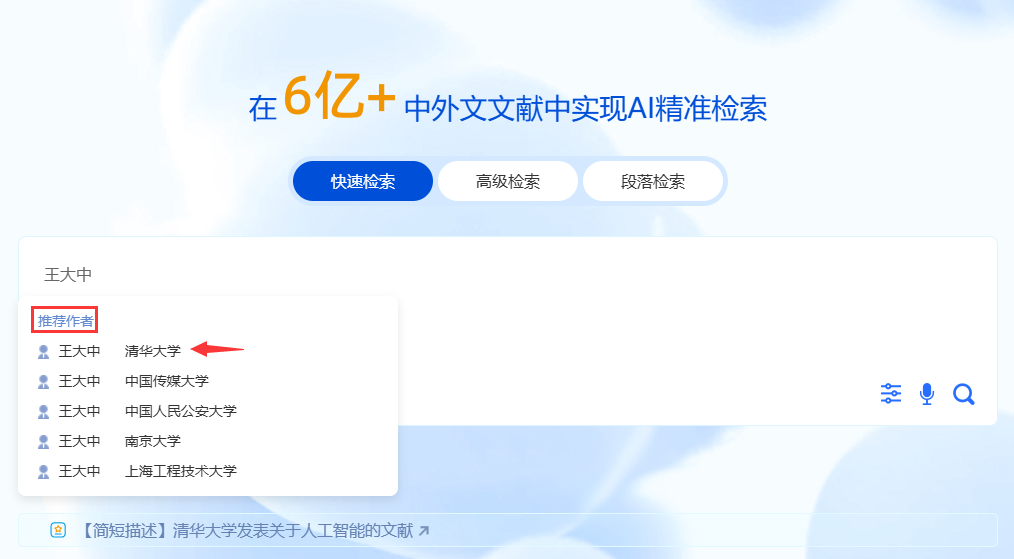 在 6亿+ 中外文文献中实现AI精准检索
快速检索 高级检索 段落检索
王大中
推荐作者
王大中 清华大学
王大中 中国传媒大学
王大中 中国人民公安大学
王大中 南京大学
王大中 上海工程技术大学
【简短描述】清华大学发表关于人工智能的文献